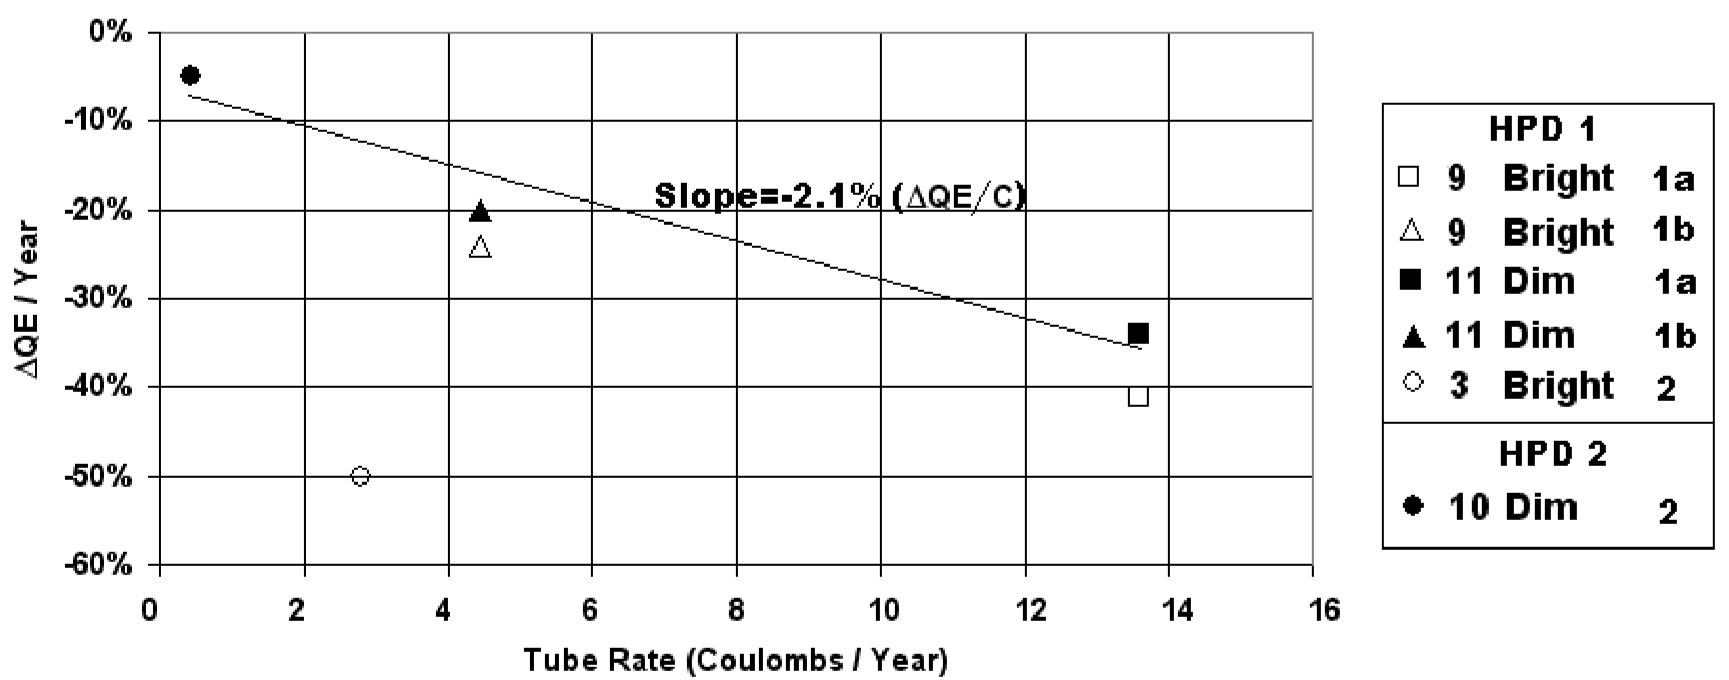 0%
-10%
-20%
-30%
-40%
-50%
-60%
ΔQE / Year
Slope=-2.1% (ΔQE/C)
0 2 4 6 8 10 12 14 16
Tube Rate (Coulombs / Year)
HPD 1
9 Bright 1a
9 Bright 1b
11 Dim 1a
11 Dim 1b
3 Bright 2
HPD 2
10 Dim 2